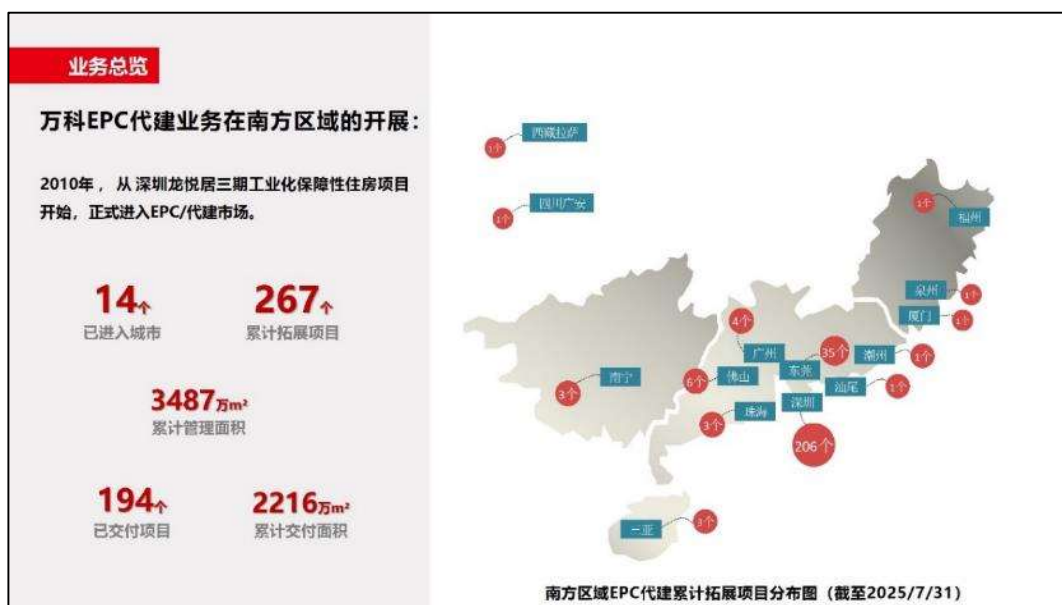 业务总览
万科EPC代建业务在南方区域的开展：
2010年，从深圳龙悦居三期工业化保障性住房项目
开始，正式进入EPC/代建市场。
14个
已进入城市
267个
累计拓展项目
3487万m²
累计管理面积
194个
已交付项目
2216万m²
累计交付面积
西藏拉萨
1个
四川广安
1个
1个
福州
泉州
1个
厦门
1个
4个
广州
35个
东莞
潮州
1个
南宁
3个
6个
佛山
汕尾
1个
珠海
3个
深圳
206个
三亚
3个
南方区域EPC代建累计拓展项目分布图（截至2025/7/31）